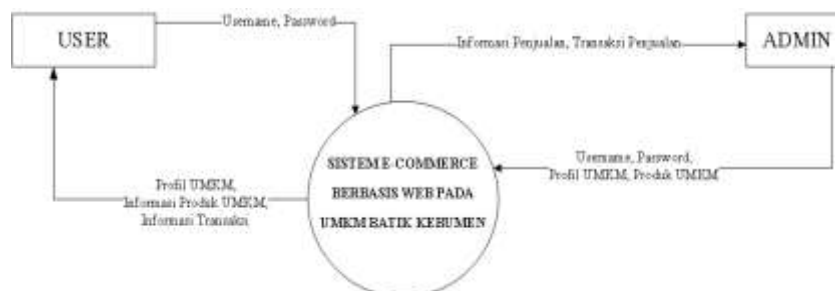 USER
Username, Password
Informasi Penjualan, Transaksi Penjualan
ADMIN
SISTEM E-COMMERCE
BERBASIS WEB PADA
UMKM BATIK KEBUMEN
Username, Password,
Profil UMKM, Produk UMKM
Profil UMKM,
Informasi Produk UMKM,
Informasi Transaksi